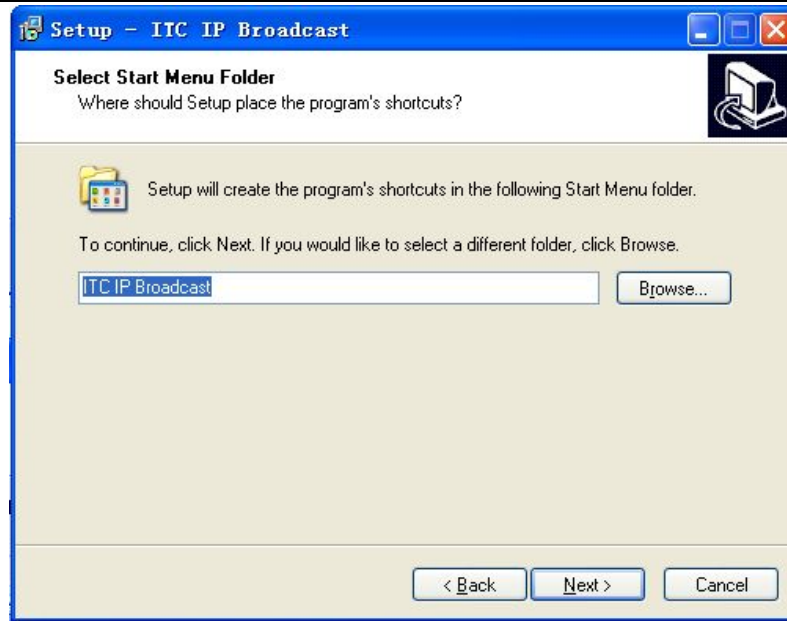 Setup - ITC IP Broadcast
Select Start Menu Folder
Where should Setup place the program's shortcuts?
Setup will create the program's shortcuts in the following Start Menu folder.
To continue, click Next. If you would like to select a different folder, click Browse.
ITC IP Broadcast
Browse...
< Back
Next >
Cancel